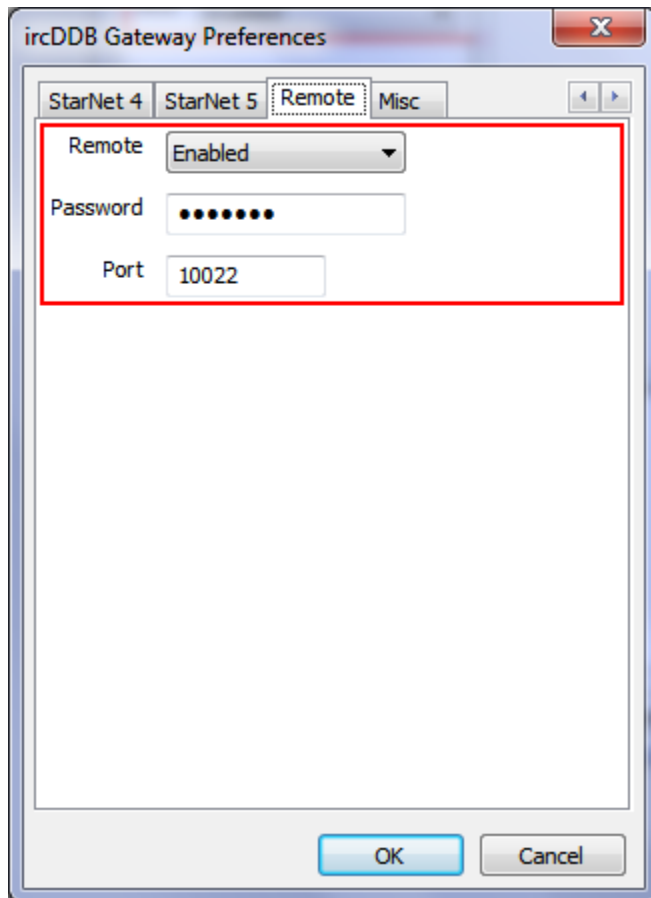 ircDDB Gateway Preferences
StarNet 4 StarNet 5 Remote Misc
Remote Enabled
Password •••••••
Port 10022
OK Cancel